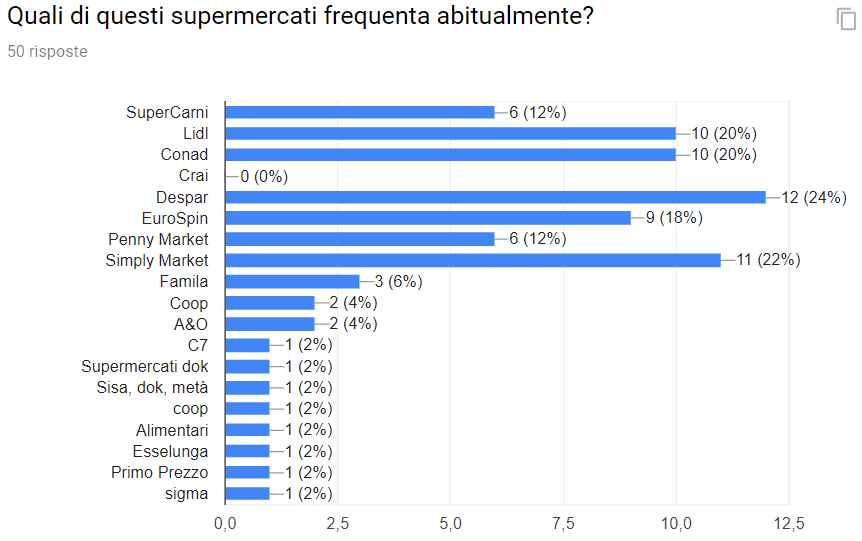 Quali di questi supermercati frequenta abitualmente?
50 risposte
SuperCarni 6 (12%)
Lidl 10 (20%)
Conad 10 (20%)
Crai 0 (0%)
Despar 12 (24%)
EuroSpin 9 (18%)
Penny Market 6 (12%)
Simply Market 11 (22%)
Famila 3 (6%)
Coop 2 (4%)
A&O 2 (4%)
C7 1 (2%)
Supermercati dok 1 (2%)
Sisa, dok, metà 1 (2%)
coop 1 (2%)
Alimentari 1 (2%)
Esselunga 1 (2%)
Primo Prezzo 1 (2%)
sigma 1 (2%)
0,0 2,5 5,0 7,5 10,0 12,5